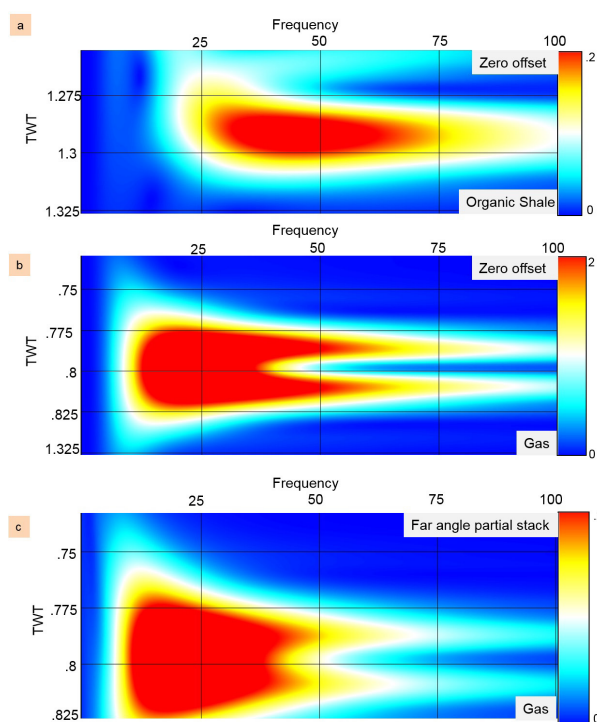 a
Frequency
25 50 75 100
Zero offset
.2
1.275
TWT
1.3
Organic Shale
0
1.325
Frequency
b
25 50 75 100
Zero offset
2
.75
.775
TWT
.8
.825
Gas
1.325
0
Frequency
25 50 75 100
c
Far angle partial stack
.75
.775
TWT
.8
Gas
.825